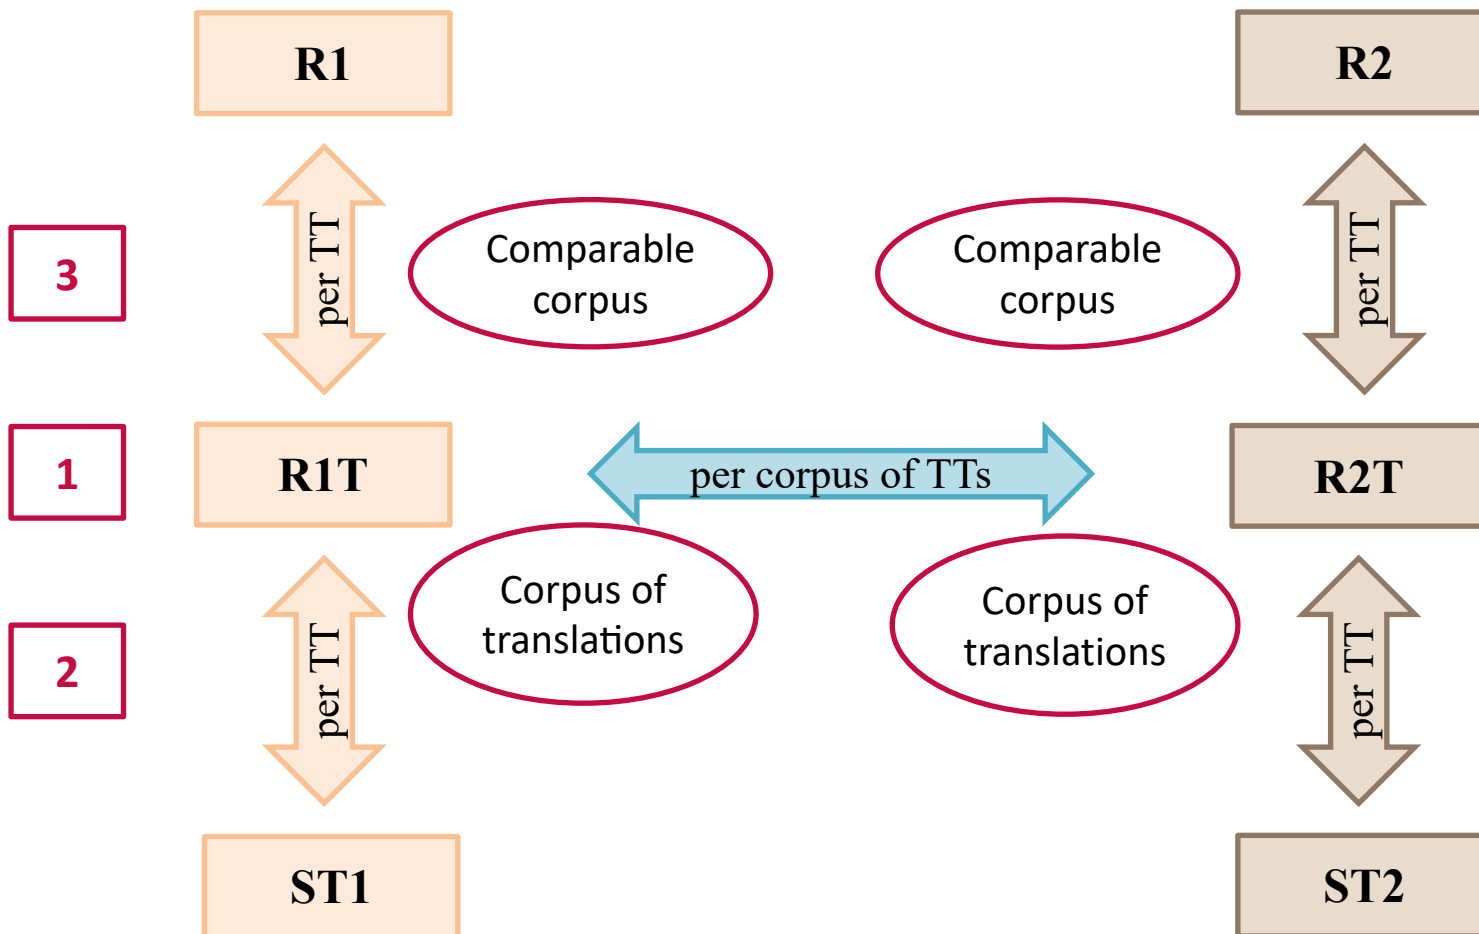 R1
R2
per TT
Comparable
corpus
Comparable
corpus
per TT
3
1
R1T
per corpus of TTs
R2T
2
per TT
Corpus of
translations
Corpus of
translations
per TT
ST1
ST2